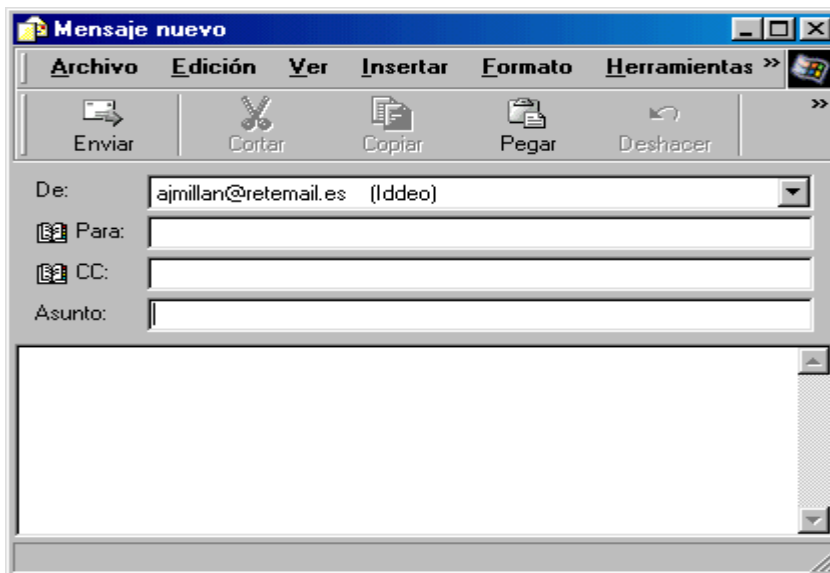 Mensaje nuevo
Archivo Edición Ver Insertar Formato Herramientas »
Enviar Cortar Copiar Pegar Deshacer »
De: ajmillan@retemail.es (Iddeo)
Para:
CC:
Asunto: